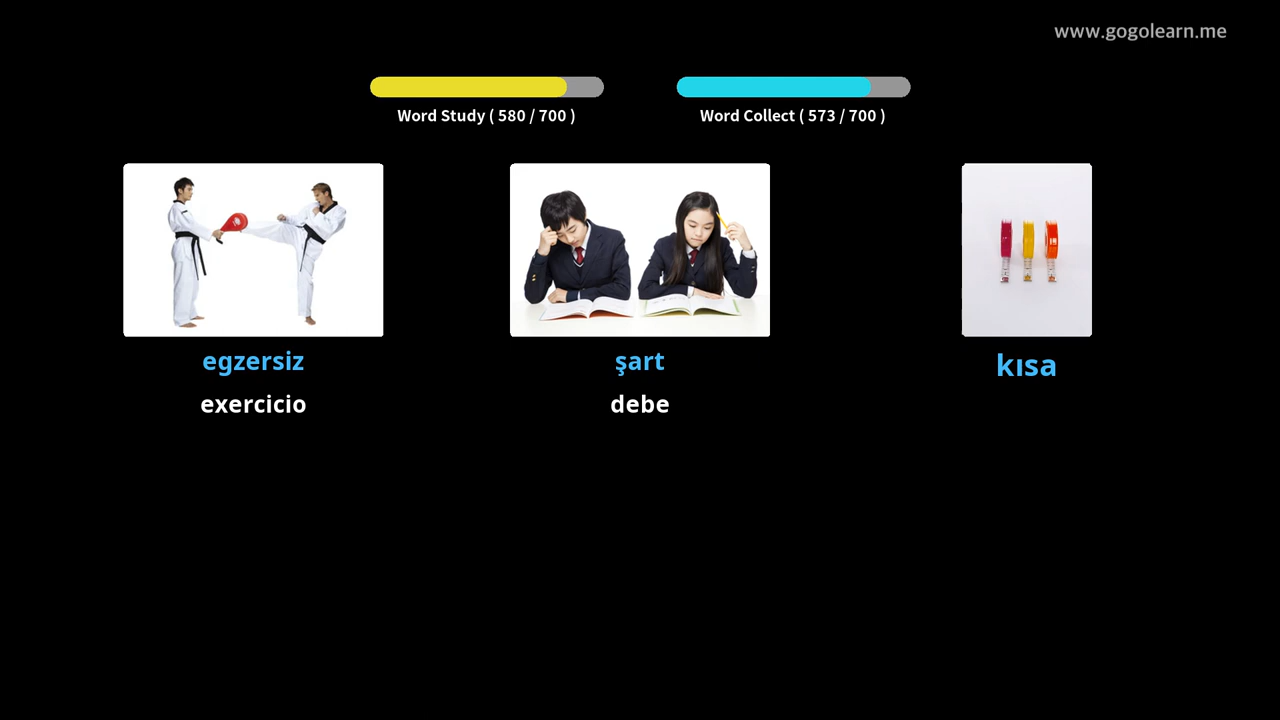 www.gogolearn.me
Word Study ( 580 / 700 )
Word Collect ( 573 / 700 )
egzersiz
exercicio
şart
debe
kısa